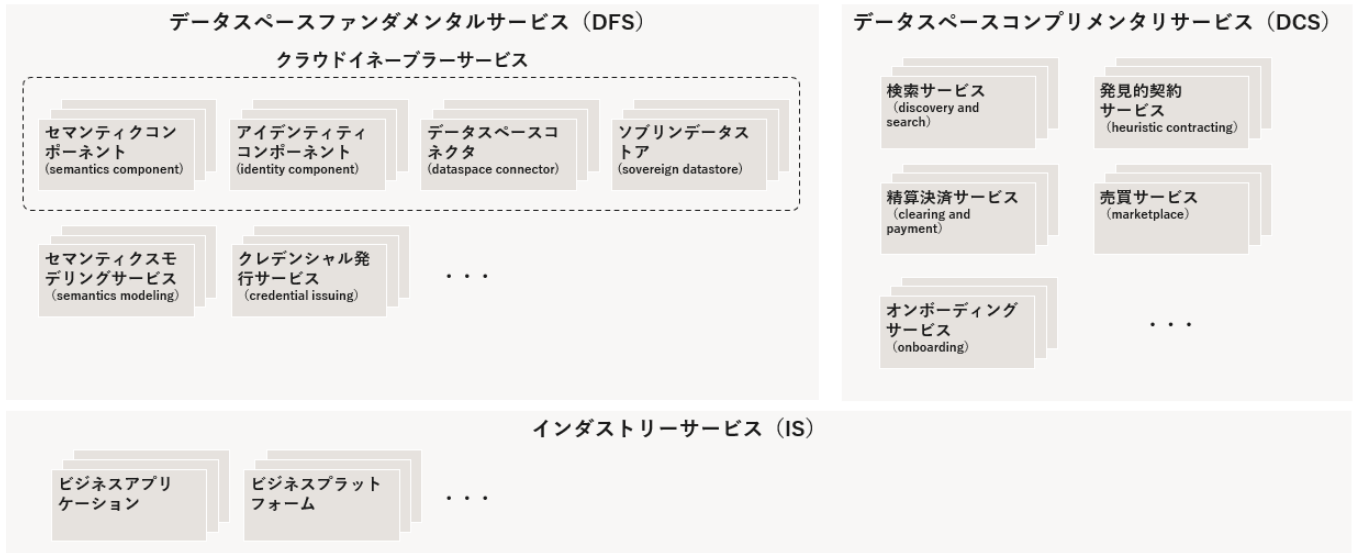 データスペースファンダメンタルサービス（DFS）
クラウドイネーブラーサービス
セマンティクコン
ポーネント
(semantics component)
アイデンティティ
コンポーネント
(identity component)
データスペースコ
ネクタ
(dataspace connector)
ソブリンデータス
トア
(sovereign datastore)
セマンティクスモ
デリングサービス
（semantics modeling）
クレデンシャル発
行サービス
（credential issuing）
・・・
データスペースコンプリメンタリサービス（DCS）
検索サービス
（discovery and
search）
発見的契約
サービス
（heuristic contracting）
精算決済サービス
（clearing and
payment）
売買サービス
（marketplace）
オンボーディング
サービス
（onboarding）
・・・
インダストリーサービス（IS）
ビジネスアプリ
ケーション
ビジネスプラット
フォーム
・・・